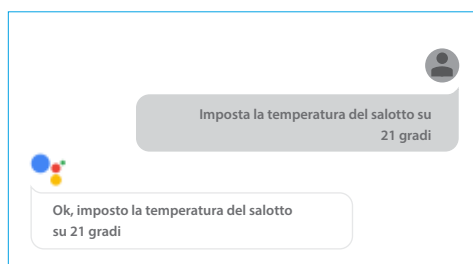 Imposta la temperatura del salotto su
21 gradi
Ok, imposto la temperatura del salotto
su 21 gradi